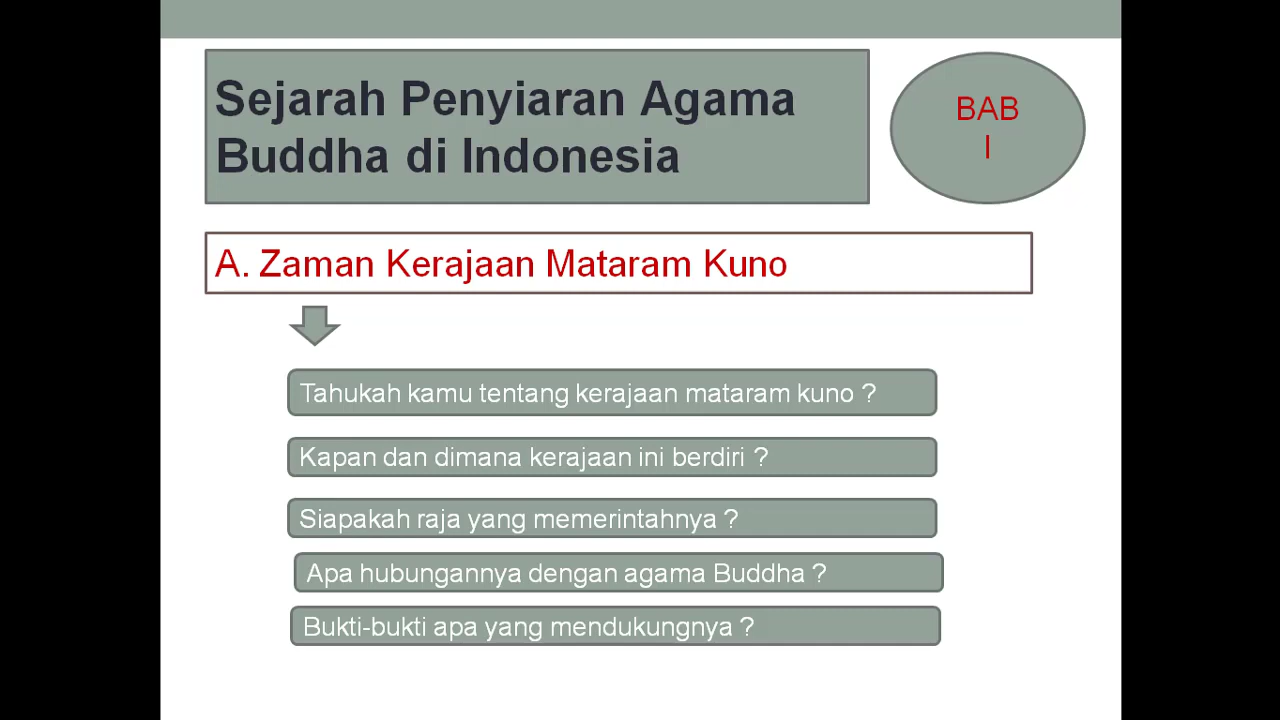 Sejarah Penyiaran Agama
Buddha di Indonesia
BAB
I
A. Zaman Kerajaan Mataram Kuno
Tahukah kamu tentang kerajaan mataram kuno ?
Kapan dan dimana kerajaan ini berdiri ?
Siapakah raja yang memerintahnya ?
Apa hubungannya dengan agama Buddha ?
Bukti-bukti apa yang mendukungnya ?